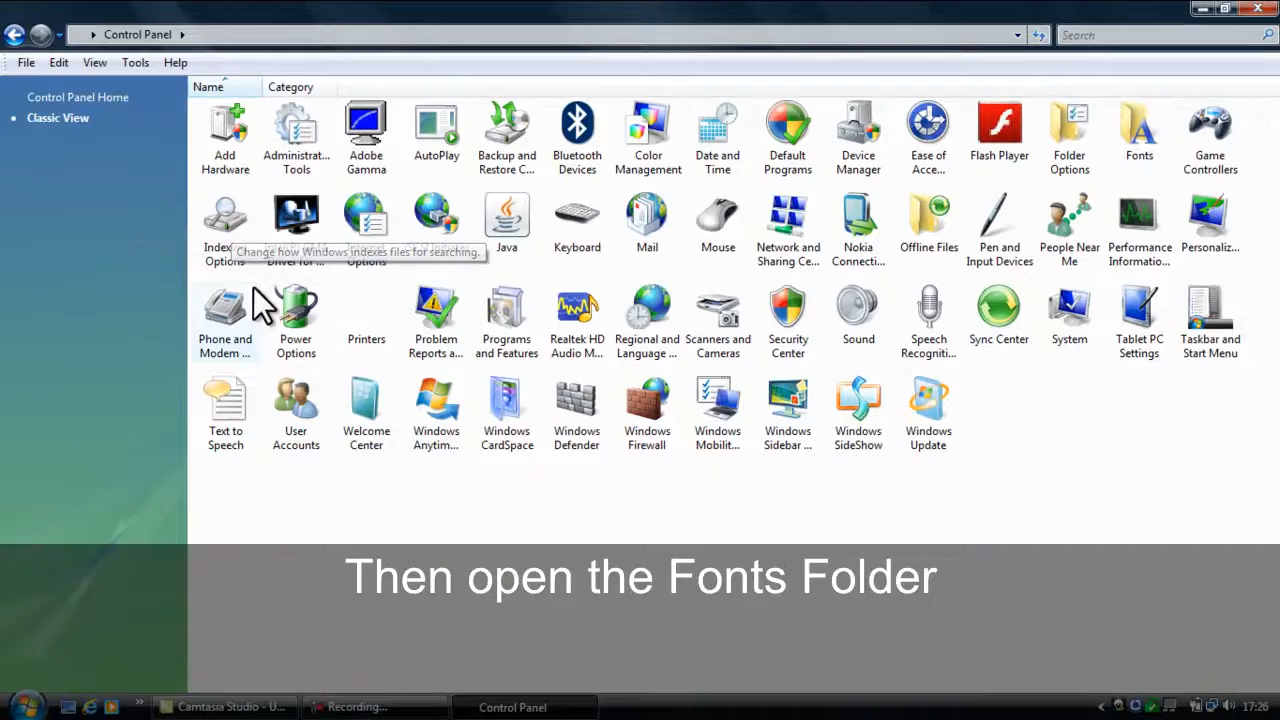 Control Panel
Search
File Edit View Tools Help
Control Panel Home
Classic View
Name Category
Add Hardware
Administrat... Tools
Adobe Gamma
AutoPlay
Backup and Restore C...
Bluetooth Devices
Color Management
Date and Time
Default Programs
Device Manager
Ease of Acce...
Flash Player
Folder Options
Fonts
Game Controllers
Options
Change how Windows indexes files for searching.
Java
Keyboard
Mail
Mouse
Network and Sharing Ce...
Nokia Connecti...
Offline Files
Pen and Input Devices
People Near Me
Performance Informatio...
Personaliz...
Phone and Modem ...
Power Options
Printers
Problem Reports a...
Programs and Features
Realtek HD Audio M...
Regional and Language ...
Scanners and Cameras
Security Center
Sound
Speech Recogniti...
Sync Center
System
Tablet PC Settings
Taskbar and Start Menu
Text to Speech
User Accounts
Welcome Center
Windows Anytim...
Windows CardSpace
Windows Defender
Windows Firewall
Windows Mobilit...
Windows Sidebar ...
Windows SideShow
Windows Update
Then open the Fonts Folder
Camtasia Studio - U...
Recording...
Control Panel
17:26